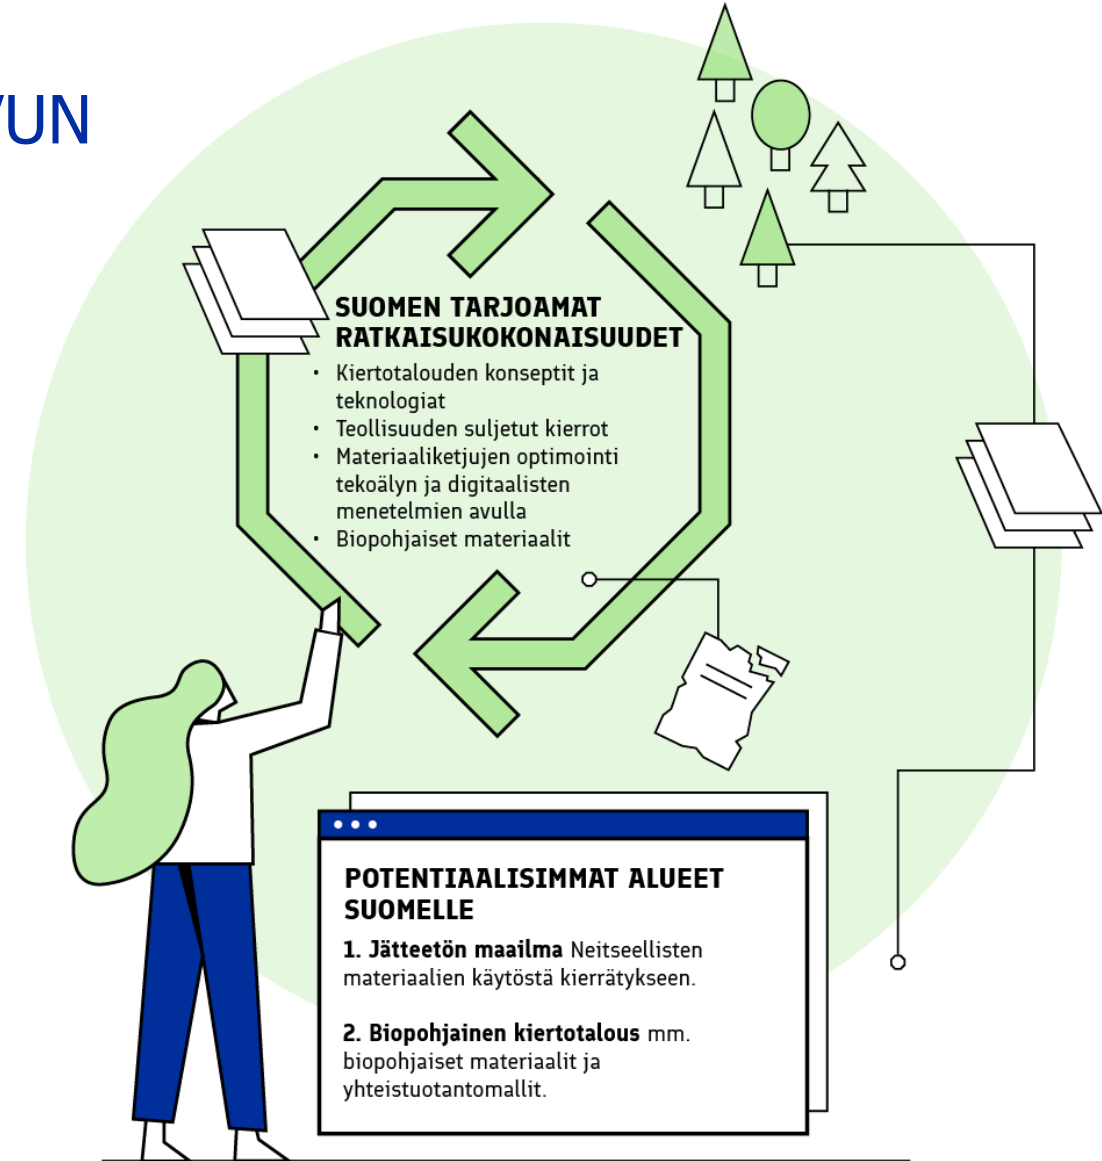 VUN
SUOMEN TARJOAMAT
RATKAISUKOKONAISUUDET
• Kiertotalouden konseptit ja
teknologiat
• Teollisuuden suljetut kierrot
• Materiaaliketjujen optimointi
tekoälyn ja digitaalisten
menetelmien avulla
• Biopohjaiset materiaalit
POTENTIAALISIMMAT ALUEET
SUOMELLE
1. Jätteetön maailma Neitseellisten
materiaalien käytöstä kierrätykseen.
2. Biopohjainen kiertotalous mm.
biopohjaiset materiaalit ja
yhteistuotantomallit.